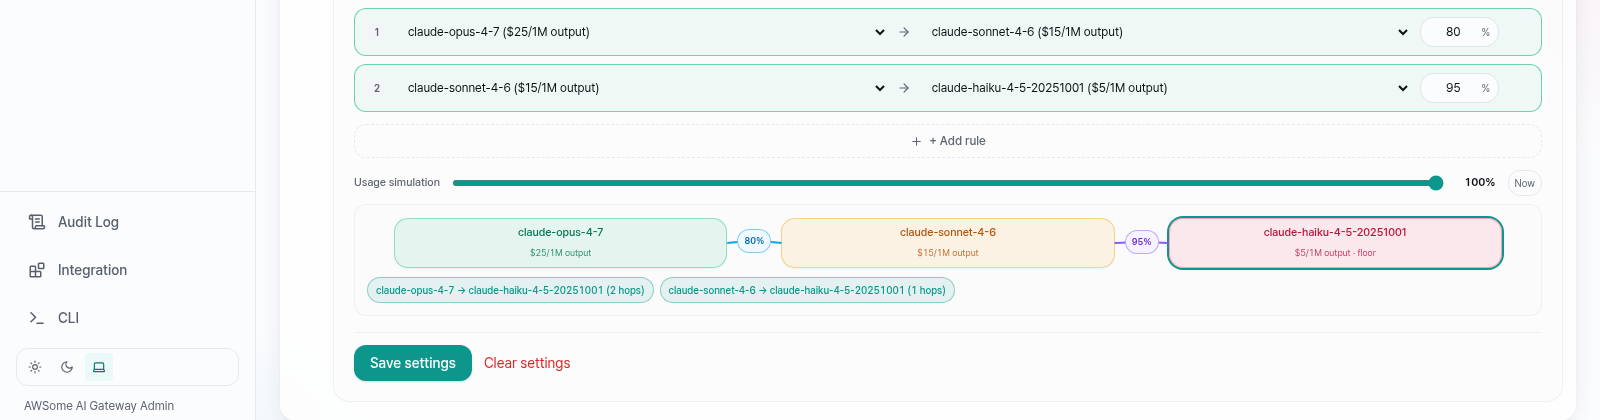 1 claude-opus-4-7 ($25/1M output) → claude-sonnet-4-6 ($15/1M output) 80 %
2 claude-sonnet-4-6 ($15/1M output) → claude-haiku-4-5-20251001 ($5/1M output) 95 %
+ + Add rule
Usage simulation 100% Now
claude-opus-4-7 80% claude-sonnet-4-6 95% claude-haiku-4-5-20251001
$25/1M output $15/1M output $5/1M output · floor
claude-opus-4-7 → claude-haiku-4-5-20251001 (2 hops) claude-sonnet-4-6 → claude-haiku-4-5-20251001 (1 hops)
Save settings Clear settings
Audit Log
Integration
CLI
AWSome AI Gateway Admin